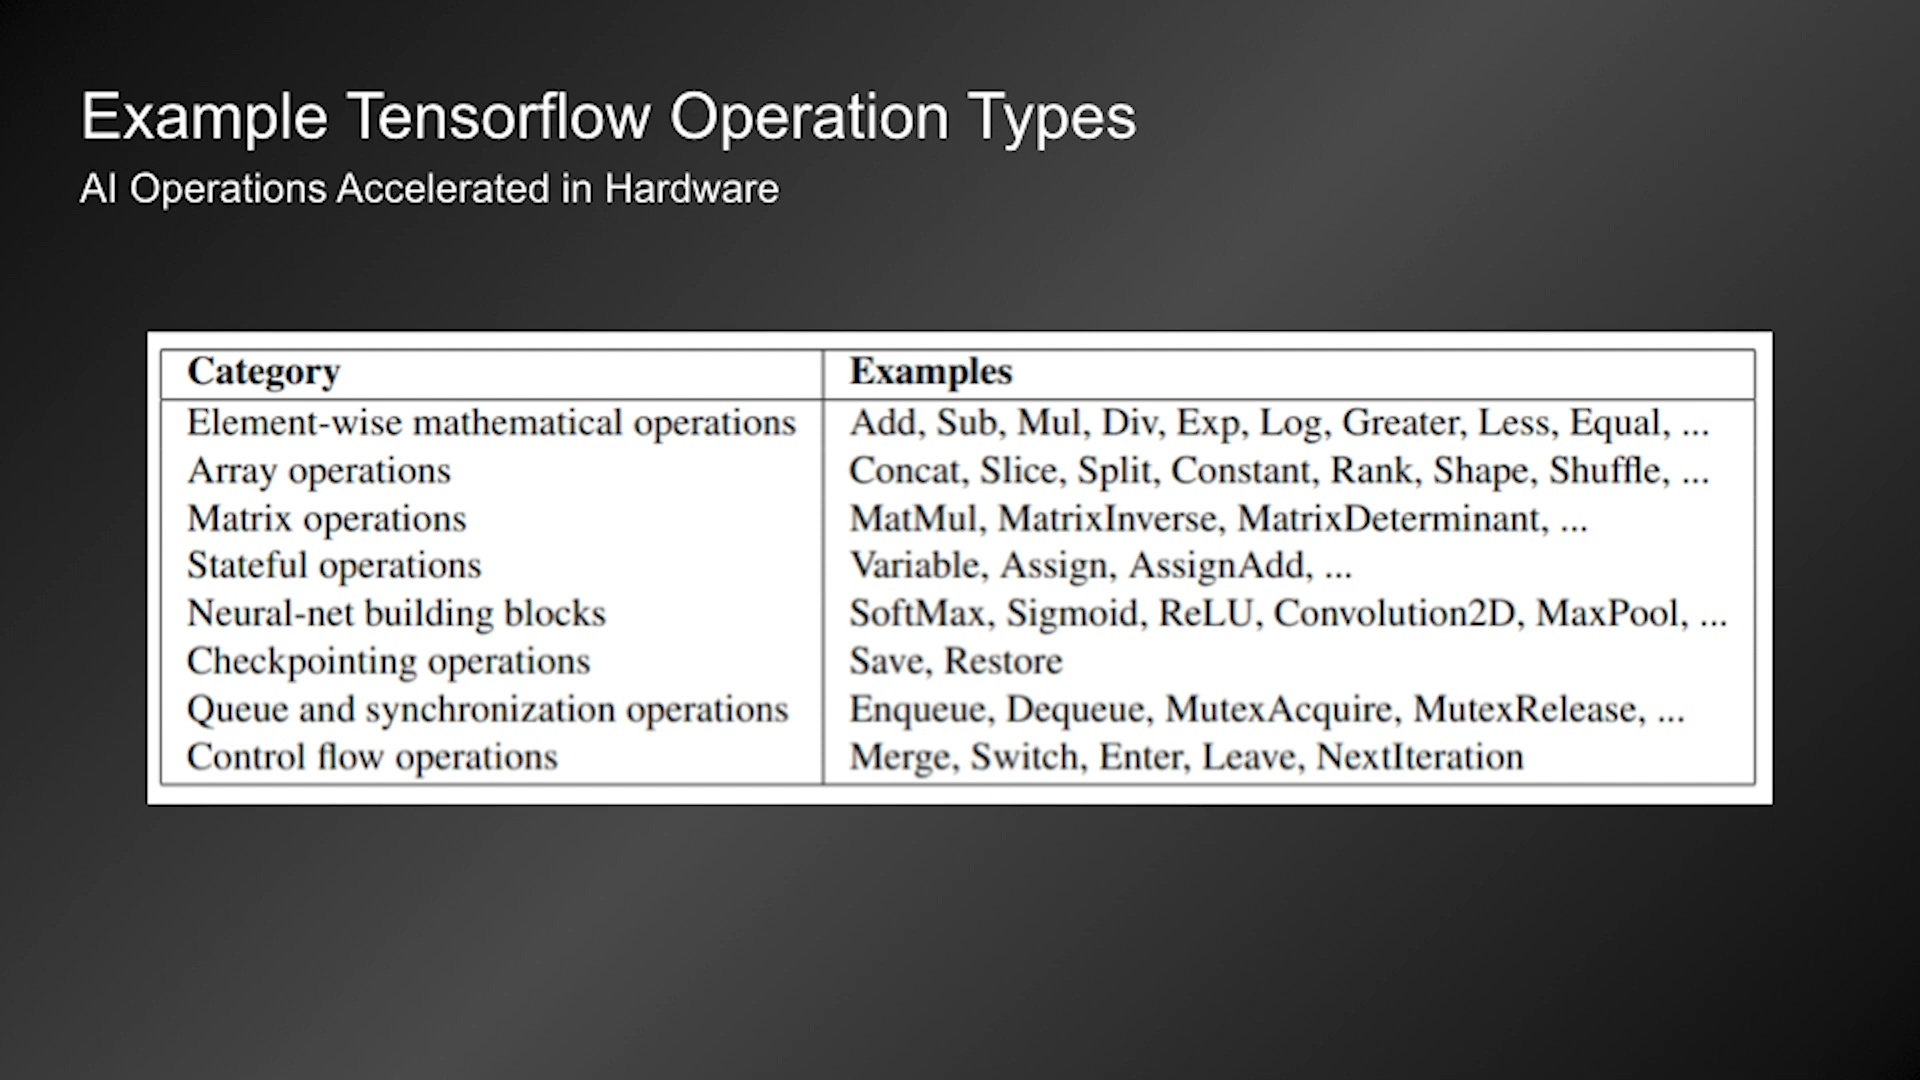 Example Tensorflow Operation Types
AI Operations Accelerated in Hardware
Category Examples
Element-wise mathematical operations Add, Sub, Mul, Div, Exp, Log, Greater, Less, Equal, ...
Array operations Concat, Slice, Split, Constant, Rank, Shape, Shuffle, ...
Matrix operations MatMul, MatrixInverse, MatrixDeterminant, ...
Stateful operations Variable, Assign, AssignAdd, ...
Neural-net building blocks SoftMax, Sigmoid, ReLU, Convolution2D, MaxPool, ...
Checkpointing operations Save, Restore
Queue and synchronization operations Enqueue, Dequeue, MutexAcquire, MutexRelease, ...
Control flow operations Merge, Switch, Enter, Leave, NextIteration